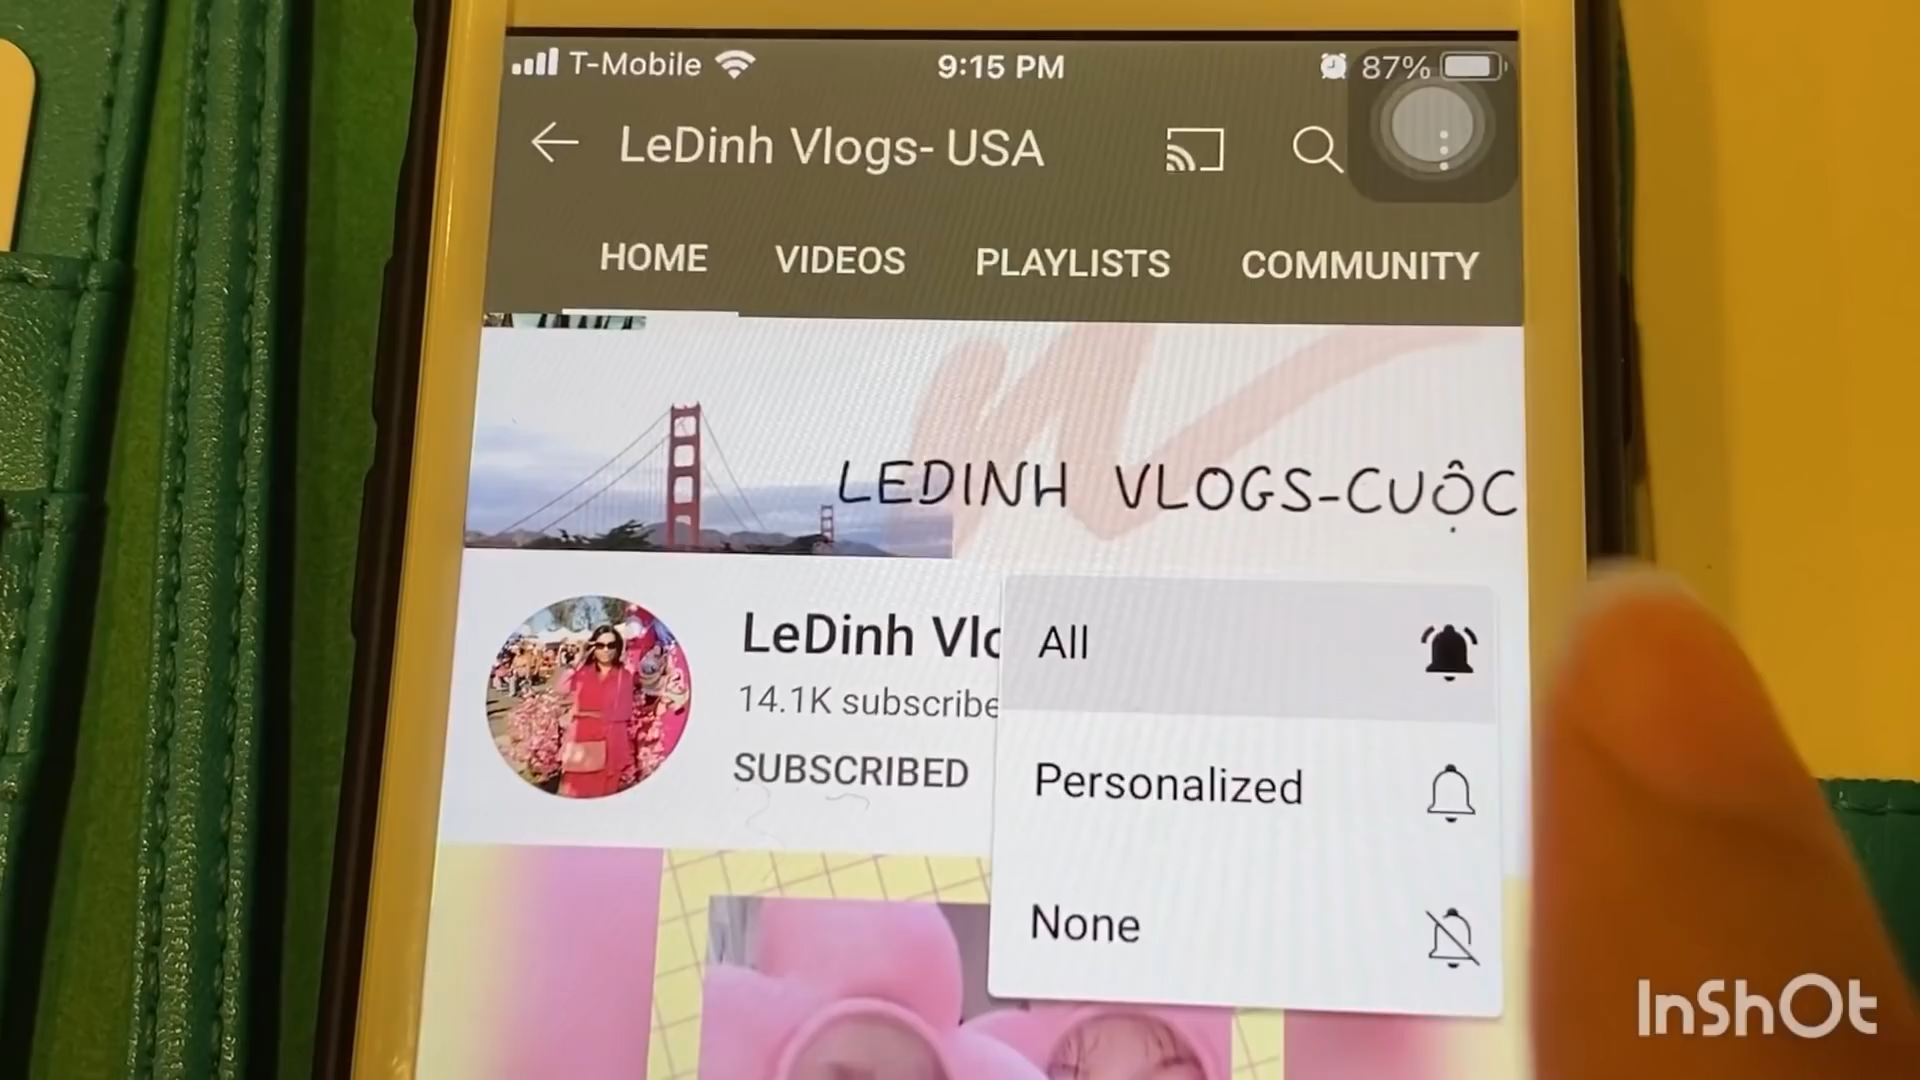 T-Mobile 9:15 PM 87%
LeDinh Vlogs- USA
HOME VIDEOS PLAYLISTS COMMUNITY
LEDINH VLOGS-CUỘC
LeDinh Vlo
14.1K subscribe
SUBSCRIBED
All
Personalized
None
InShOt